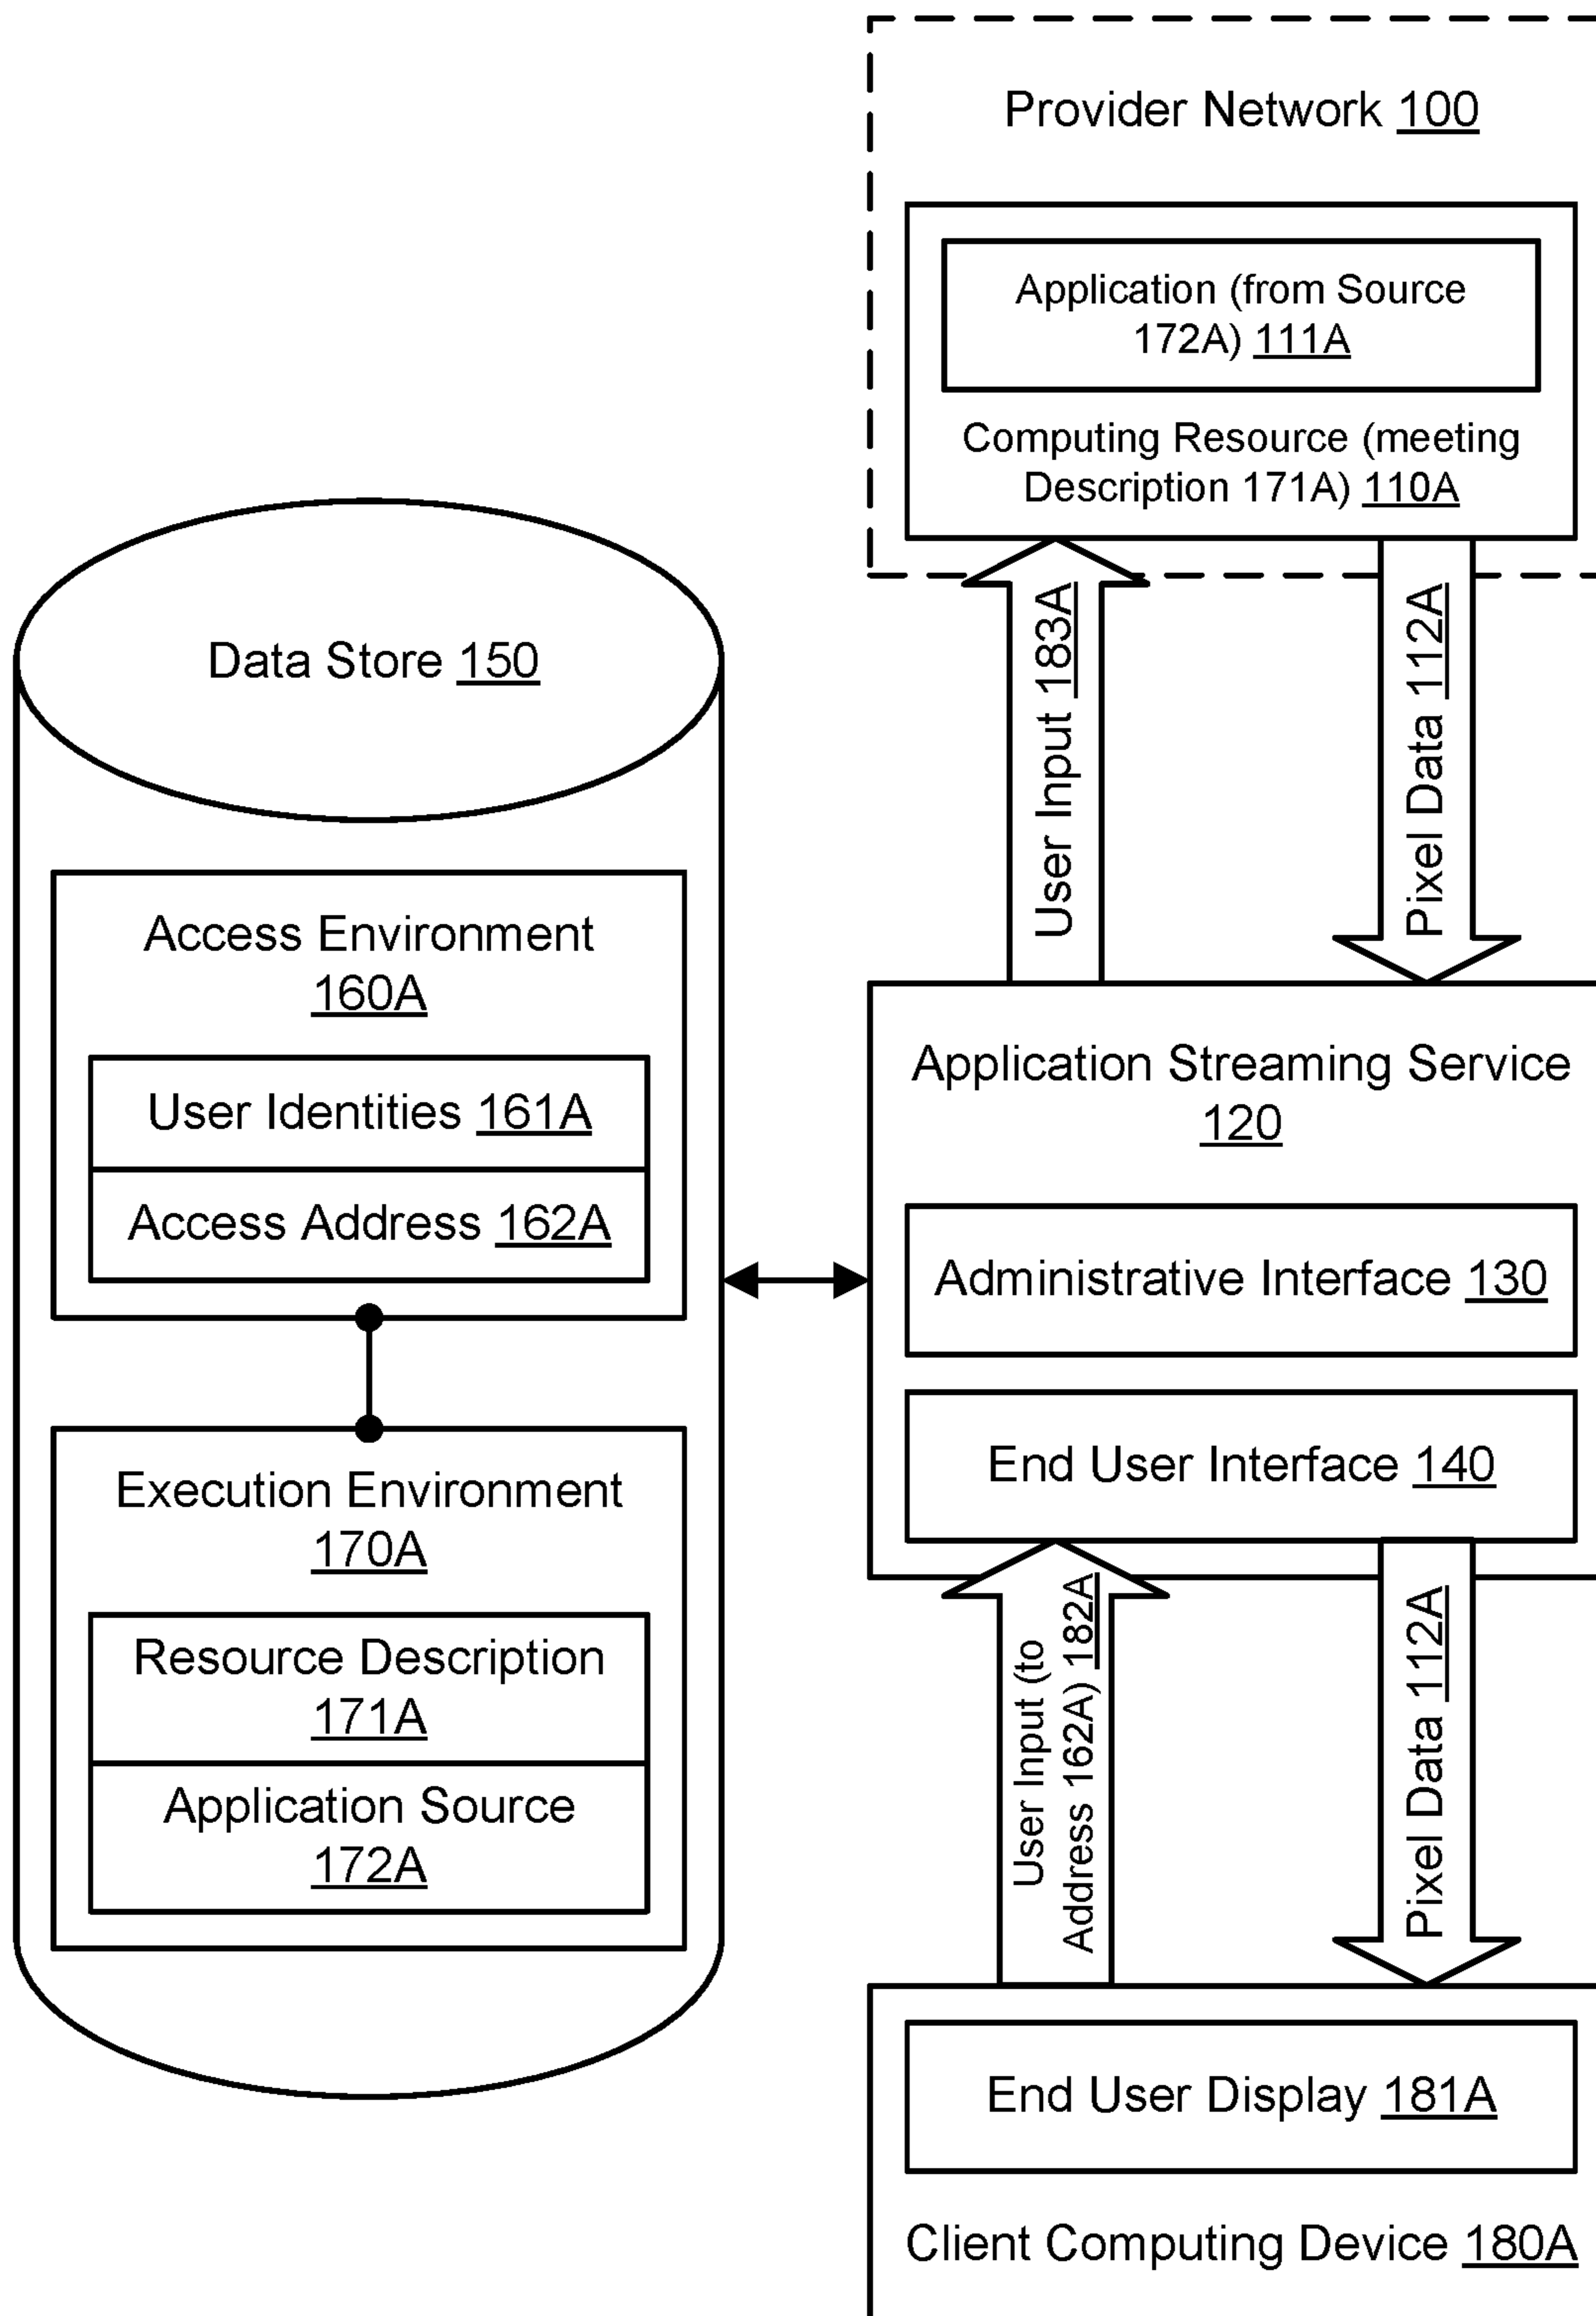 Provider Network 100
Application (from Source
172A) 111A
Computing Resource (meeting
Description 171A) 110A
User Input 183A
Pixel Data 112A
Data Store 150
Access Environment
160A
User Identities 161A
Access Address 162A
Execution Environment
170A
Resource Description
171A
Application Source
172A
Application Streaming Service
120
Administrative Interface 130
End User Interface 140
User Input (to
Address 162A) 182A
Pixel Data 112A
End User Display 181A
Client Computing Device 180A